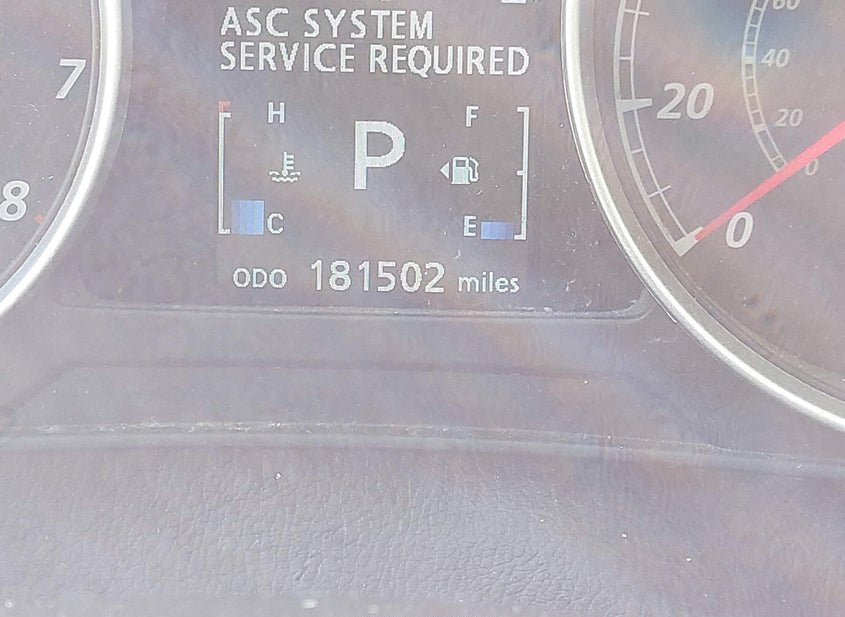 ASC SYSTEM
SERVICE REQUIRED
7
8
H
C
P
F
E
ODO 181502 miles
20
0
60
40
20
0